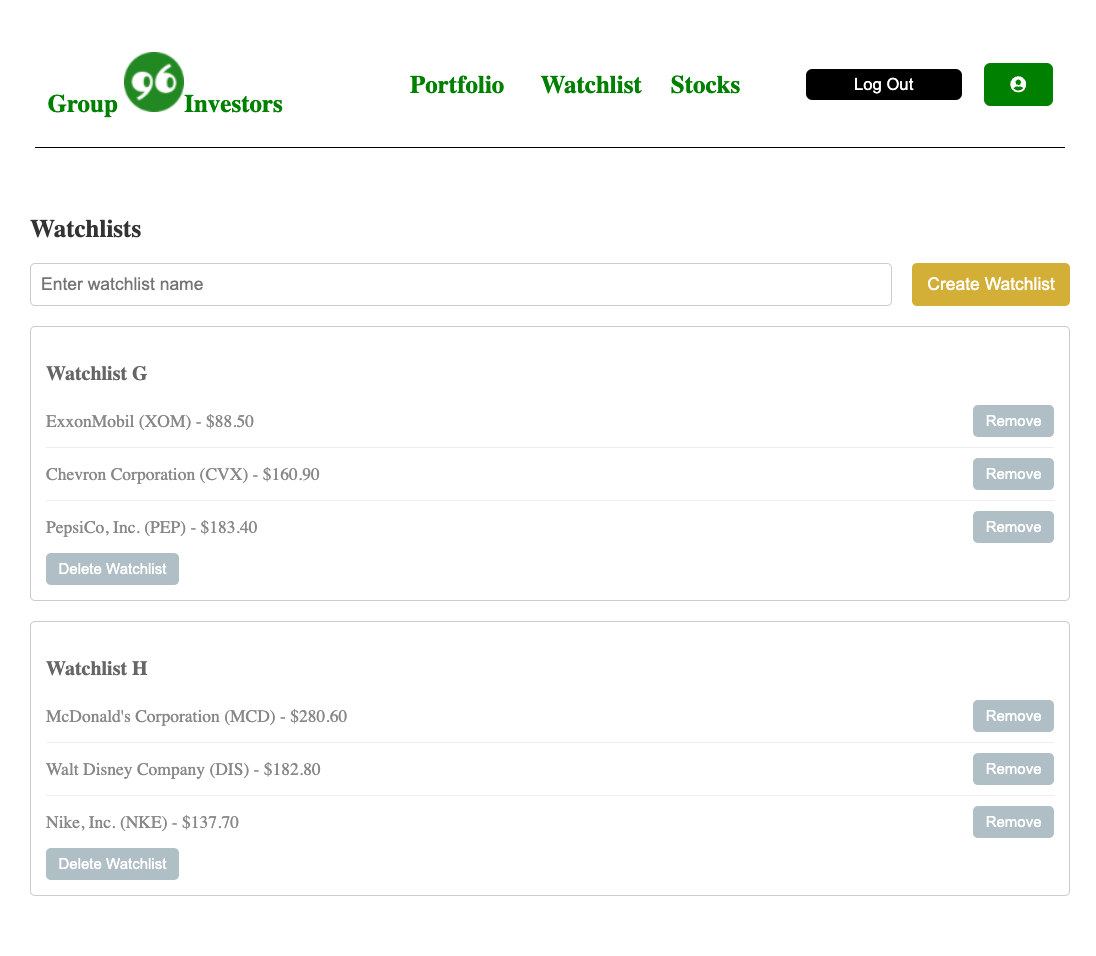 Group 96 Investors Portfolio Watchlist Stocks Log Out
Watchlists
Enter watchlist name Create Watchlist
Watchlist G
ExxonMobil (XOM) - $88.50 Remove
Chevron Corporation (CVX) - $160.90 Remove
PepsiCo, Inc. (PEP) - $183.40 Remove
Delete Watchlist
Watchlist H
McDonald's Corporation (MCD) - $280.60 Remove
Walt Disney Company (DIS) - $182.80 Remove
Nike, Inc. (NKE) - $137.70 Remove
Delete Watchlist